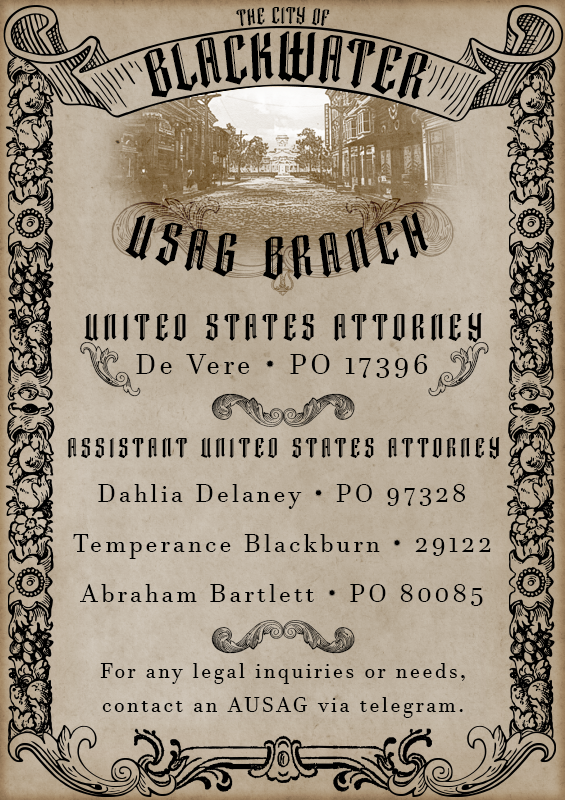 THE CITY OF
BLACKWATER
USAG BRANCH
UNITED STATES ATTORNEY
De Vere • PO 17396
ASSISTANT UNITED STATES ATTORNEY
Dahlia Delaney • PO 97328
Temperance Blackburn • 29122
Abraham Bartlett • PO 80085
For any legal inquiries or needs,
contact an AUSAG via telegram.